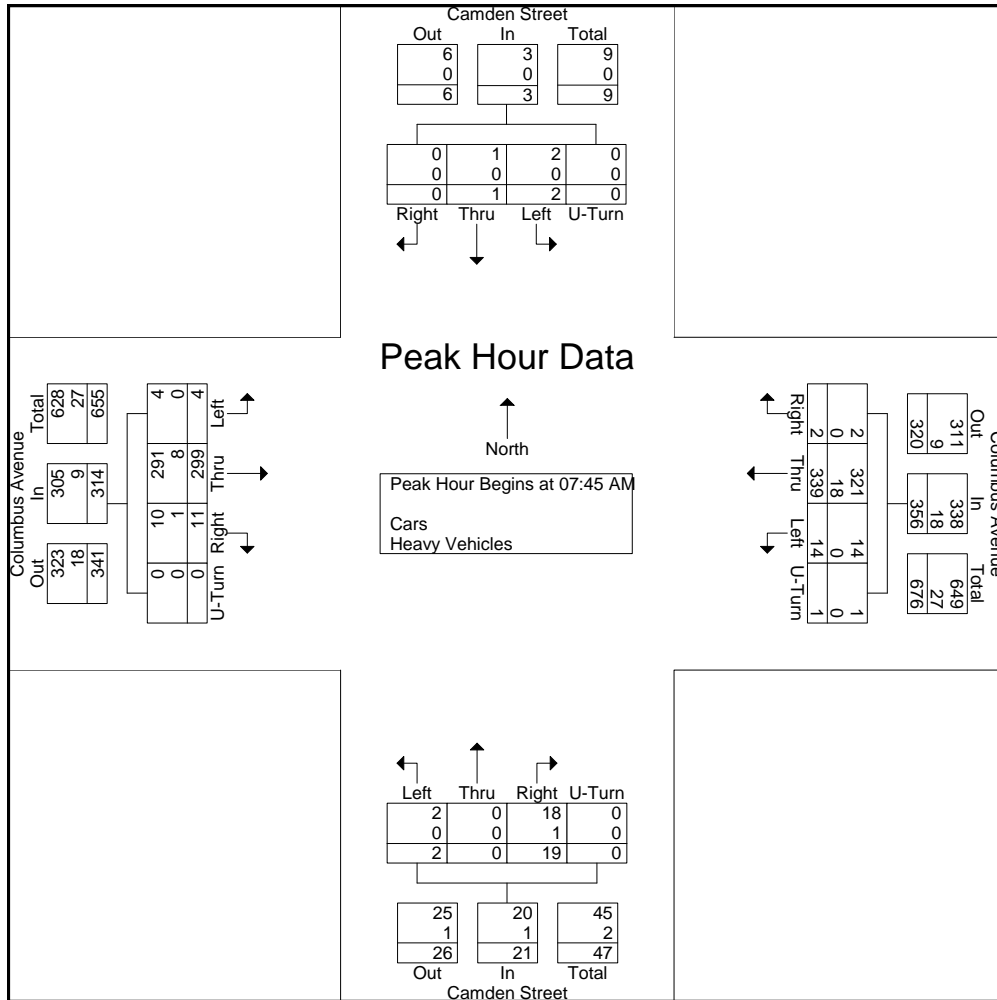 Camden Street
Out In Total
6 3 9
0 0 0
6 3 9
0 1 2 0
0 0 0 0
0 1 2 0
Right Thru Left U-Turn
Peak Hour Data
North
Peak Hour Begins at 07:45 AM
Cars
Heavy Vehicles
Columbus Avenue
Out In Total
323 305 628
18 9 27
341 314 655
0 10 291 4
0 1 8 0
0 11 299 4
U-Turn Right Thru Left
Columbus Avenue
Out In Total
311 338 649
9 18 27
320 356 676
2 321 14 1
0 18 0 0
2 339 14 1
Right Thru Left U-Turn
Left Thru Right U-Turn
2 0 18 0
0 0 1 0
2 0 19 0
25 20 45
1 1 2
26 21 47
Out In Total
Camden Street